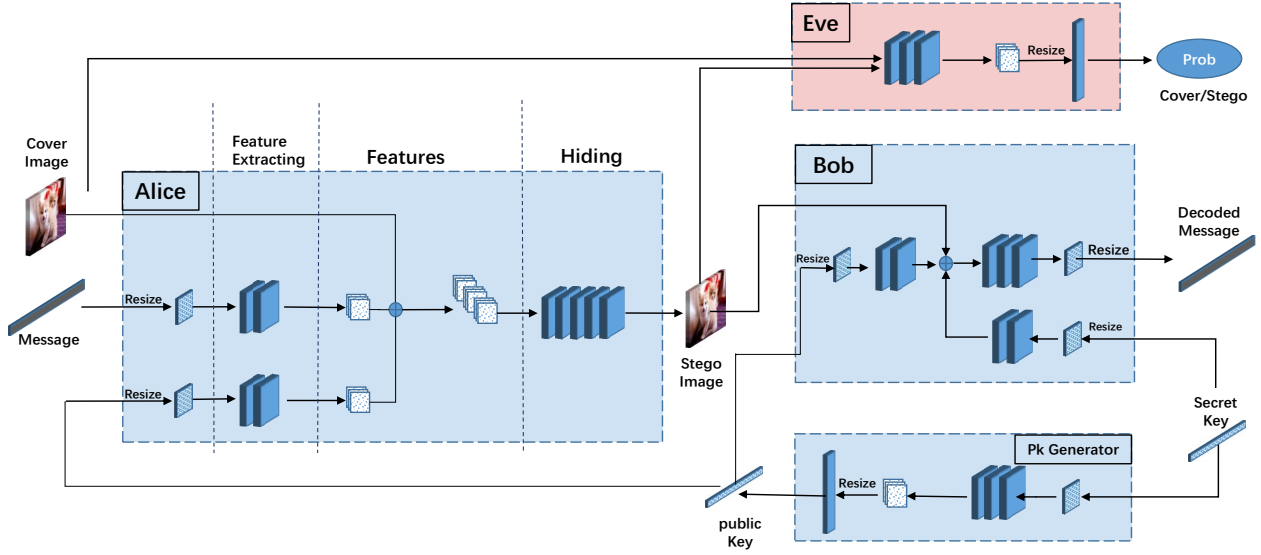 Eve
Resize
Prob
Cover/Stego
Cover
Image
Feature
Extracting
Features
Hiding
Alice
Bob
Decoded
Message
Resize
Resize
Resize
Message
Resize
Stego
Image
Resize
Secret
Key
Pk Generator
Resize
public
Key